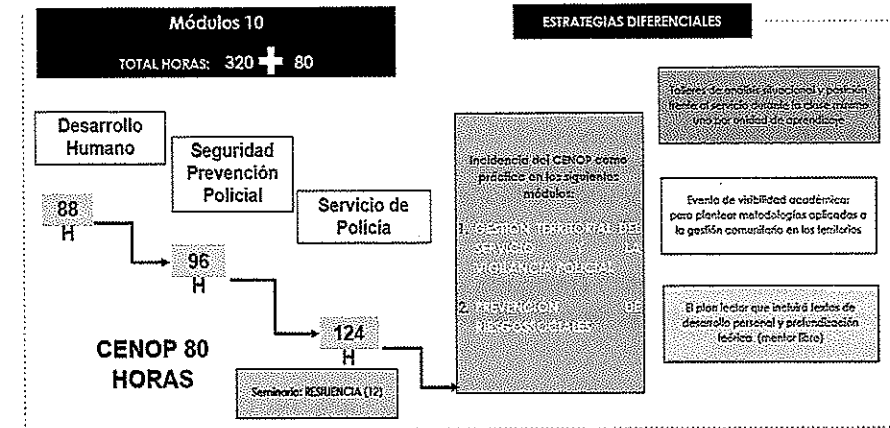 Módulos 10
TOTAL HORAS: 320 + 80
ESTRATEGIAS DIFERENCIALES
Desarrollo
Humano
88
H
Seguridad
Prevención
Policial
96
H
Servicio de
Policía
124
H
CENOP 80
HORAS
Seminario: RESILIENCIA (12)
Incidencia del CENOP como
práctica en los siguientes
módulos:
1. GESTIÓN TERRITORIAL DEL
SERVICIO Y LA
VIGILANCIA POLICIAL
2. PREVENCIÓN DE
RIESGOS SOCIALES
Talleres de análisis situacional y posición
frente al servicio durante la clase mínimo
uno por unidad de aprendizaje
Evento de visibilidad académica:
para plantear metodologías aplicadas a
la gestión comunitaria en los territorios
El plan lector que incluirá textos de
desarrollo personal y profundización
teórica. (mentor libro)